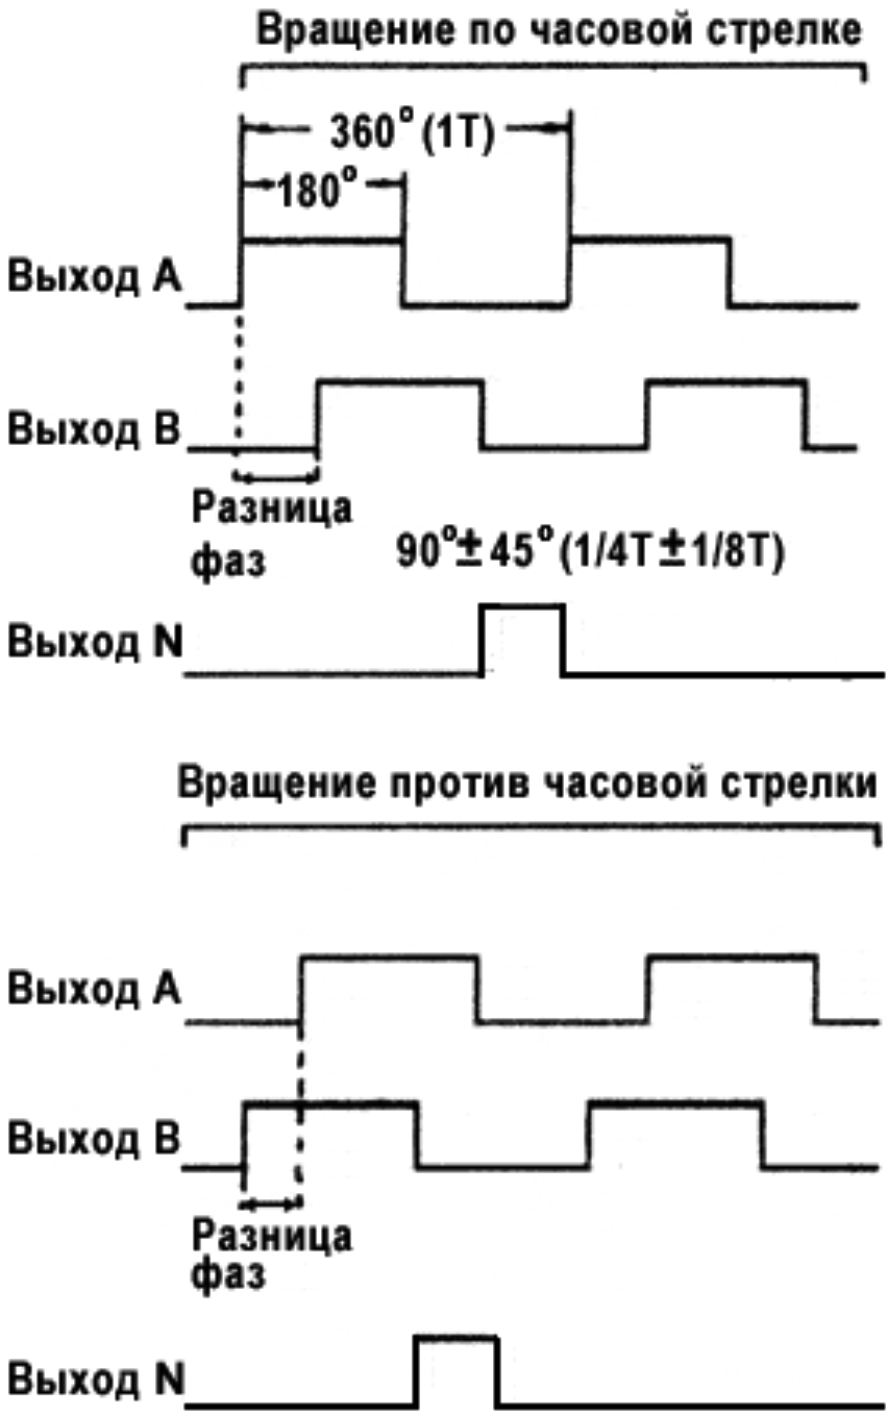 Вращение по часовой стрелке
360° (1T)
180°
Выход A
Выход B
Разница
фаз
90°± 45° (1/4T ± 1/8T)
Выход N
Вращение против часовой стрелки
Выход A
Выход B
Разница
фаз
Выход N